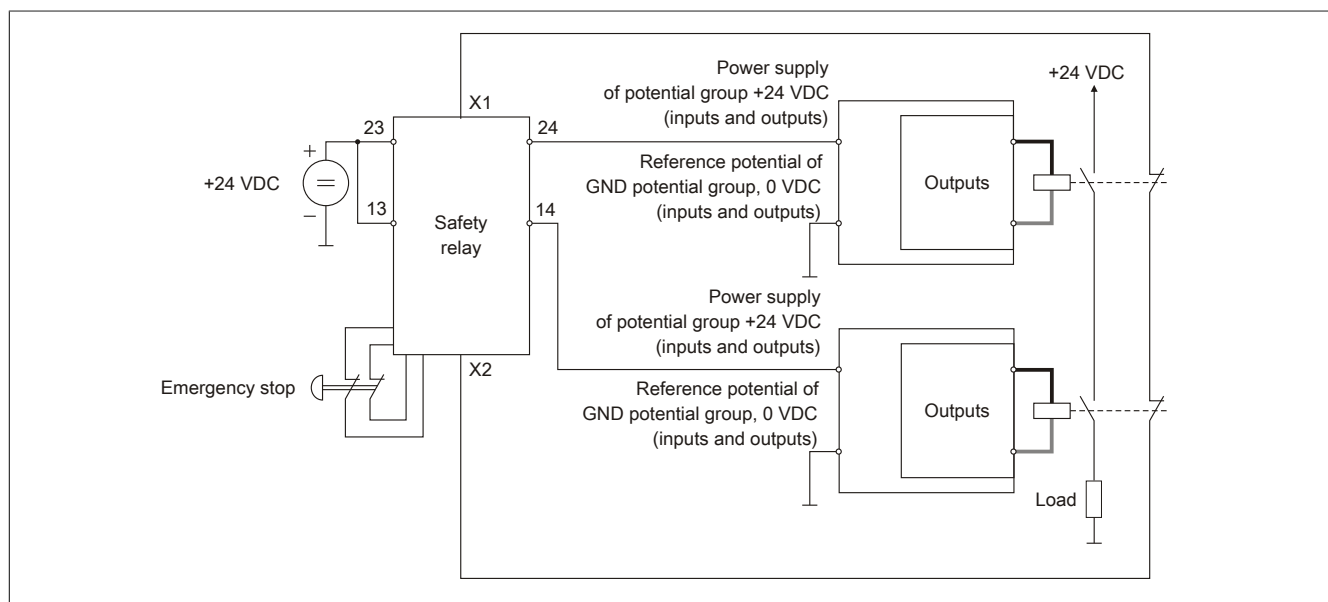 Power supply
of potential group +24 VDC
(inputs and outputs)
+24 VDC
X1
23
24
Reference potential of
GND potential group, 0 VDC
(inputs and outputs)
Outputs
+
+24 VDC
−
13
14
Safety
relay
Power supply
of potential group +24 VDC
(inputs and outputs)
X2
Emergency stop
Reference potential of
GND potential group, 0 VDC
(inputs and outputs)
Outputs
Load